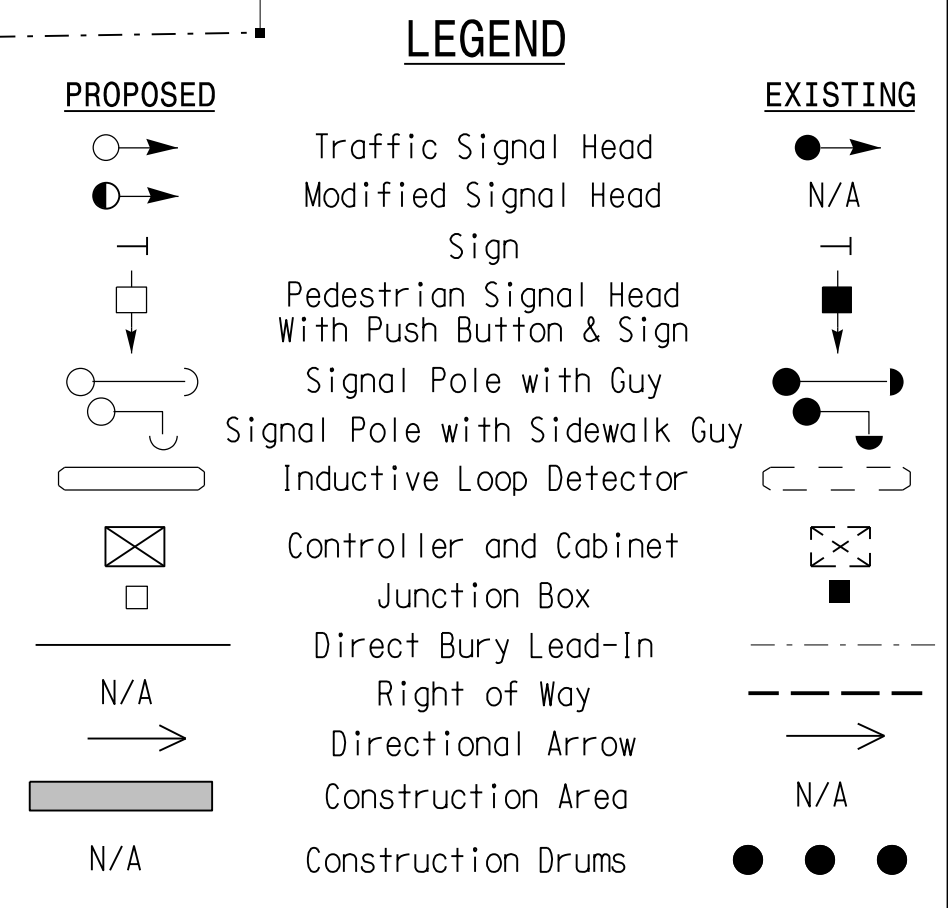 LEGEND
PROPOSED EXISTING
Traffic Signal Head
Modified Signal Head N/A
Sign
Pedestrian Signal Head
With Push Button & Sign
Signal Pole with Guy
Signal Pole with Sidewalk Guy
Inductive Loop Detector
Controller and Cabinet
Junction Box
Direct Bury Lead-In
N/A Right of Way
Directional Arrow
Construction Area N/A
N/A Construction Drums